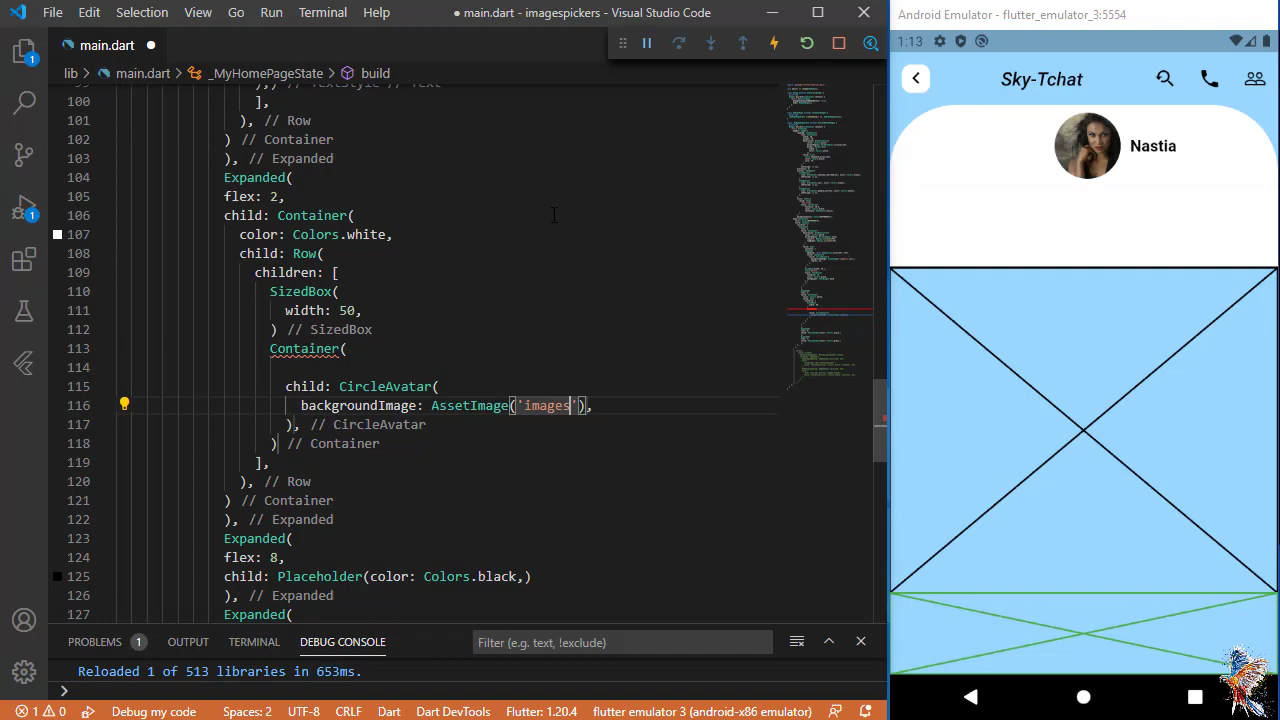 File Edit Selection View Go Run Terminal Help
● main.dart - imagespickers - Visual Studio Code
main.dart ●
lib > main.dart > _MyHomePageState > build
100 ],
101 ), // Row
102 ) // Container
103 ), // Expanded
104 Expanded(
105 flex: 2,
106 child: Container(
107 color: Colors.white,
108 child: Row(
109 children: [
110 SizedBox(
111 width: 50,
112 ) // SizedBox
113 Container(
114
115 child: CircleAvatar(
116 backgroundImage: AssetImage('images'),
117 ), // CircleAvatar
118 ) // Container
119 ],
120 ), // Row
121 ) // Container
122 ), // Expanded
123 Expanded(
124 flex: 8,
125 child: Placeholder(color: Colors.black,)
126 ), // Expanded
127 Expanded(
PROBLEMS 1 OUTPUT TERMINAL DEBUG CONSOLE Filter (e.g. text, !exclude)
Reloaded 1 of 513 libraries in 653ms.
1 0 Debug my code Spaces: 2 UTF-8 CRLF Dart Dart DevTools Flutter: 1.20.4 flutter emulator 3 (android-x86 emulator)
1
1
Android Emulator - flutter_emulator_3:5554
1:13
Sky-Tchat
Nastia